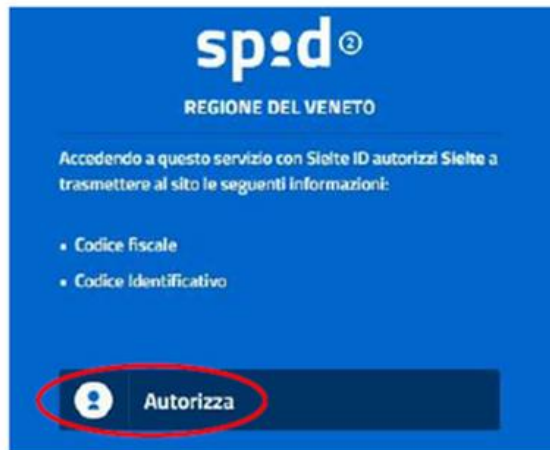 spid 2
REGIONE DEL VENETO
Accedendo a questo servizio con Sielte ID autorizzi Sielte a
trasmettere al sito le seguenti informazioni:
• Codice fiscale
• Codice Identificativo
Autorizza